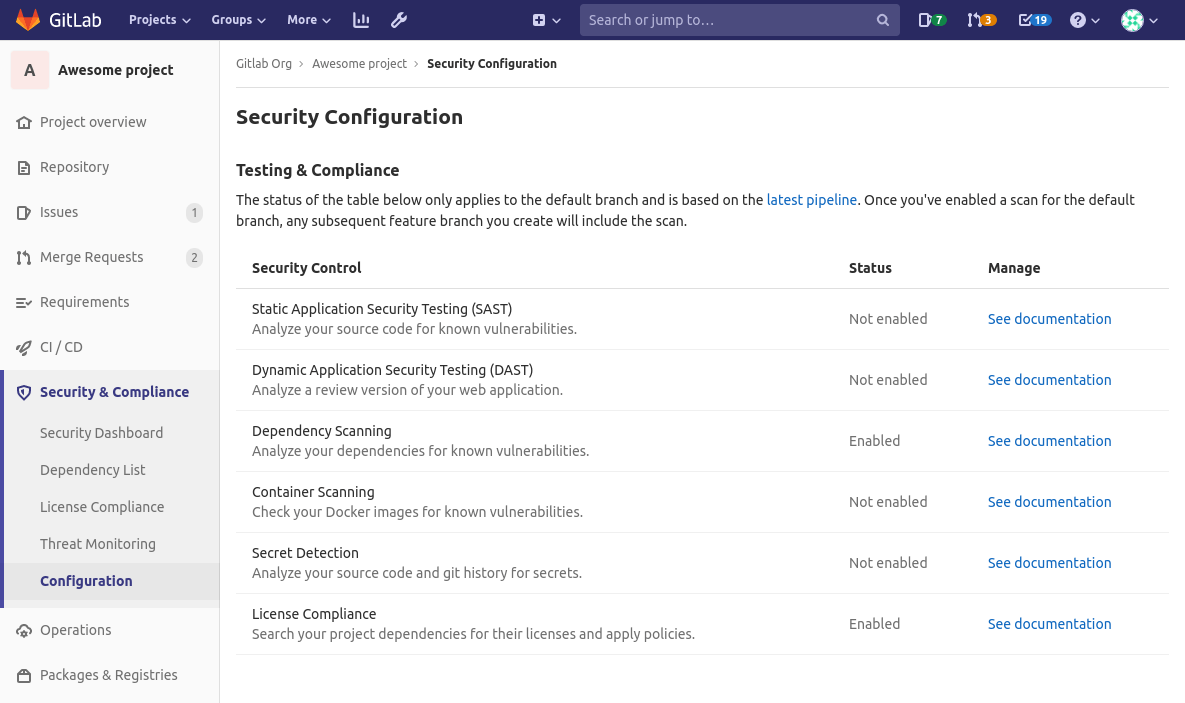 GitLab Projects Groups More Search or jump to... 7 3 19
A Awesome project
Project overview
Repository
Issues 1
Merge Requests 2
Requirements
CI / CD
Security & Compliance
Security Dashboard
Dependency List
License Compliance
Threat Monitoring
Configuration
Operations
Packages & Registries
Gitlab Org › Awesome project › Security Configuration
Security Configuration
Testing & Compliance
The status of the table below only applies to the default branch and is based on the latest pipeline. Once you've enabled a scan for the default
branch, any subsequent feature branch you create will include the scan.
Security Control Status Manage
Static Application Security Testing (SAST)
Analyze your source code for known vulnerabilities.
Not enabled See documentation
Dynamic Application Security Testing (DAST)
Analyze a review version of your web application.
Not enabled See documentation
Dependency Scanning
Analyze your dependencies for known vulnerabilities.
Enabled See documentation
Container Scanning
Check your Docker images for known vulnerabilities.
Not enabled See documentation
Secret Detection
Analyze your source code and git history for secrets.
Not enabled See documentation
License Compliance
Search your project dependencies for their licenses and apply policies.
Enabled See documentation